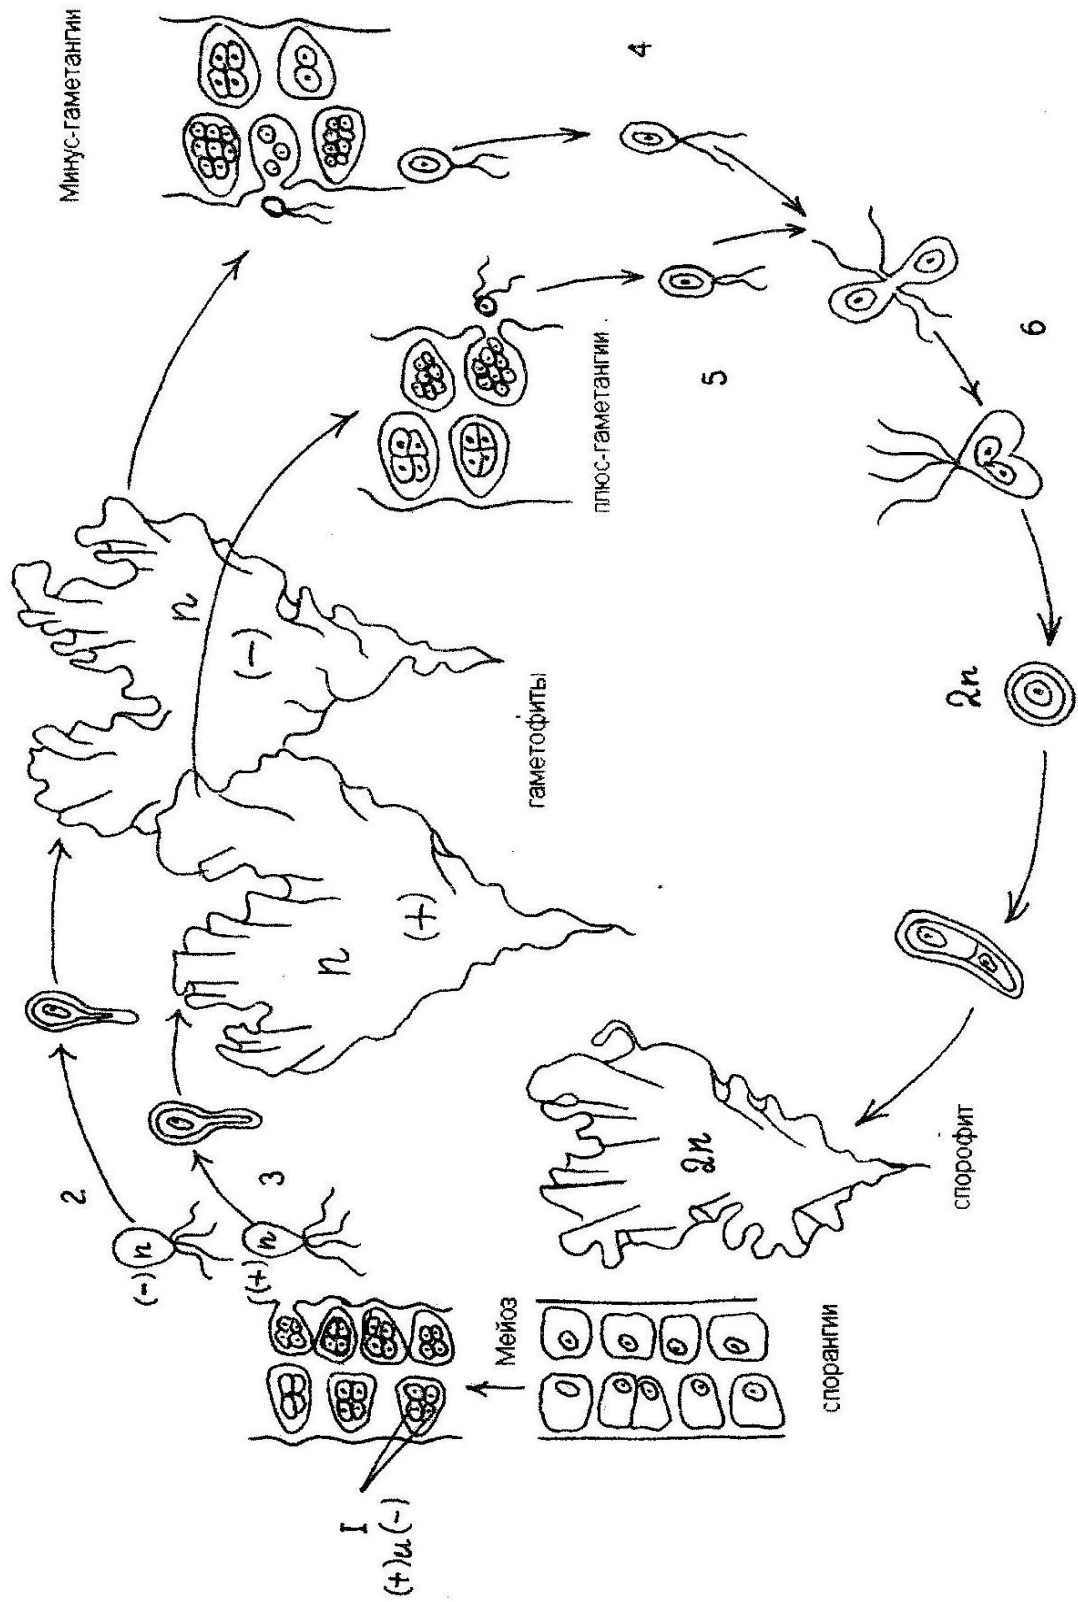 Минус-гаметангии
4
плюс-гаметангии.
5
6
n
(-)
гаметофиты
n
(+)
2n
2
3
(-)
n
(+)
n
2n
спорофит
I
(+)и(-)
Мейоз
спорангии